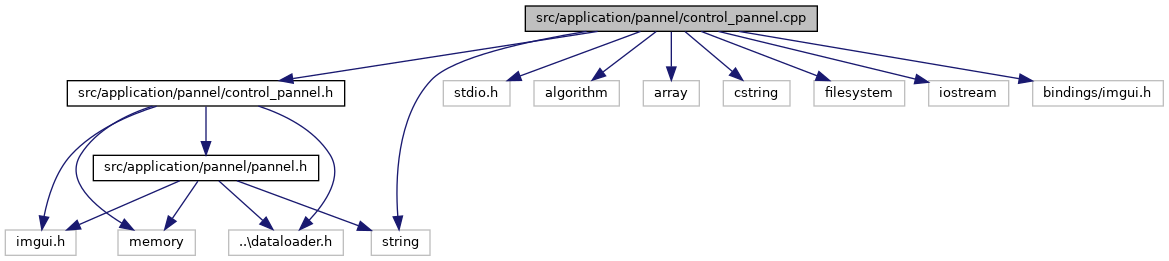 src/application/pannel/control_pannel.cpp
src/application/pannel/control_pannel.h
stdio.h
algorithm
array
cstring
filesystem
iostream
bindings/imgui.h
src/application/pannel/pannel.h
imgui.h
memory
..\dataloader.h
string